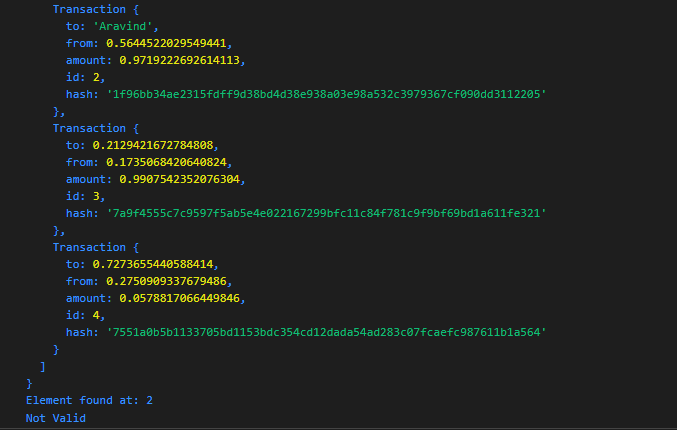 Transaction {
to: 'Aravind',
from: 0.5644522029549441,
amount: 0.9719222692614113,
id: 2,
hash: '1f96bb34ae2315fdff9d38bd4d38e938a03e98a532c3979367cf090dd3112205'
},
Transaction {
to: 0.2129421672784808,
from: 0.1735068420640824,
amount: 0.9907542352076304,
id: 3,
hash: '7a9f4555c7c9597f5ab5e4e022167299bfc11c84f781c9f9bf69bd1a611fe321'
},
Transaction {
to: 0.7273655440588414,
from: 0.2750909337679486,
amount: 0.0578817066449846,
id: 4,
hash: '7551a0b5b1133705bd1153bdc354cd12dada54ad283c07fcaefc987611b1a564'
}
]
}
Element found at: 2
Not Valid